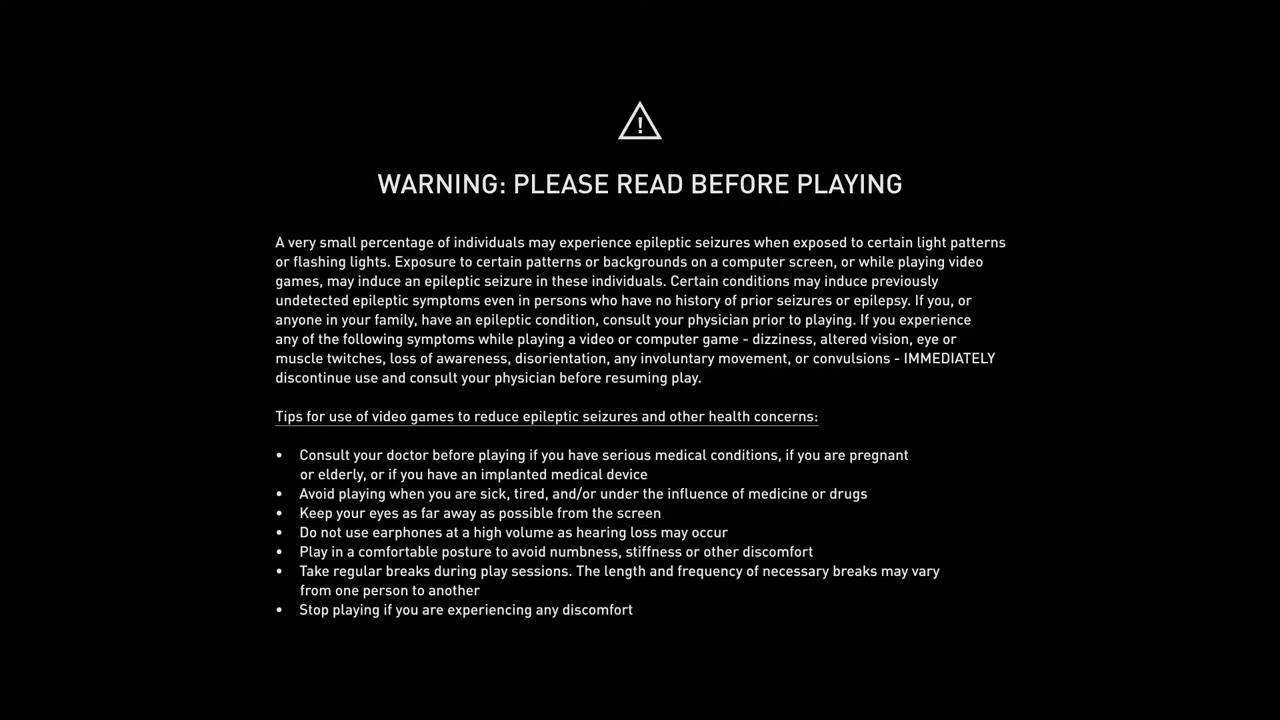 !
WARNING: PLEASE READ BEFORE PLAYING
A very small percentage of individuals may experience epileptic seizures when exposed to certain light patterns
or flashing lights. Exposure to certain patterns or backgrounds on a computer screen, or while playing video
games, may induce an epileptic seizure in these individuals. Certain conditions may induce previously
undetected epileptic symptoms even in persons who have no history of prior seizures or epilepsy. If you, or
anyone in your family, have an epileptic condition, consult your physician prior to playing. If you experience
any of the following symptoms while playing a video or computer game - dizziness, altered vision, eye or
muscle twitches, loss of awareness, disorientation, any involuntary movement, or convulsions - IMMEDIATELY
discontinue use and consult your physician before resuming play.
Tips for use of video games to reduce epileptic seizures and other health concerns:
• Consult your doctor before playing if you have serious medical conditions, if you are pregnant
or elderly, or if you have an implanted medical device
• Avoid playing when you are sick, tired, and/or under the influence of medicine or drugs
• Keep your eyes as far away as possible from the screen
• Do not use earphones at a high volume as hearing loss may occur
• Play in a comfortable posture to avoid numbness, stiffness or other discomfort
• Take regular breaks during play sessions. The length and frequency of necessary breaks may vary
from one person to another
• Stop playing if you are experiencing any discomfort